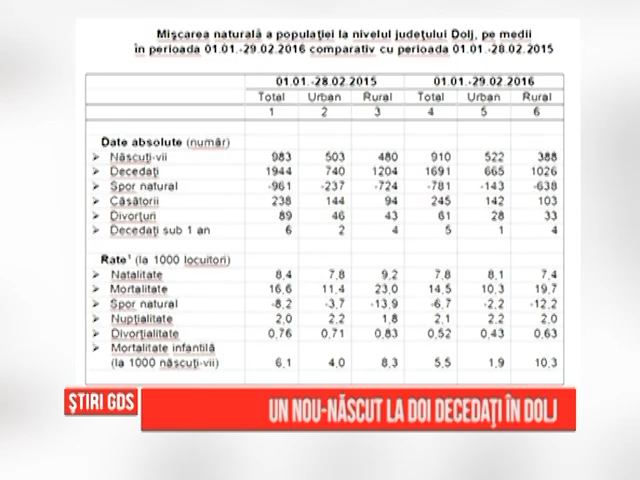 Mişcarea naturală a populaţiei la nivelul judeţului Dolj, pe medii
în perioada 01.01.-29.02.2016 comparativ cu perioada 01.01.-28.02.2015
01.01.-28.02.2015 01.01.-29.02.2016
Total Urban Rural Total Urban Rural
1 2 3 4 5 6
Date absolute (număr)
➢ Născuţi-vii 983 503 480 910 522 388
➢ Decedaţi 1944 740 1204 1691 665 1026
➢ Spor natural -961 -237 -724 -781 -143 -638
➢ Căsătorii 238 144 94 245 142 103
➢ Divorţuri 89 46 43 61 28 33
➢ Decedaţi sub 1 an 6 2 4 5 1 4
Rate¹ (la 1000 locuitori)
➢ Natalitate 8,4 7,8 9,2 7,8 8,1 7,4
➢ Mortalitate 16,6 11,4 23,0 14,5 10,3 19,7
➢ Spor natural -8,2 -3,7 -13,9 -6,7 -2,2 -12,2
➢ Nupţialitate 2,0 2,2 1,8 2,1 2,2 2,0
➢ Divorţialitate 0,76 0,71 0,83 0,52 0,43 0,63
➢ Mortalitate infantilă
(la 1000 născuţi-vii) 6,1 4,0 8,3 5,5 1,9 10,3
ŞTIRI GDS
UN NOU-NĂSCUT LA DOI DECEDAŢI ÎN DOLJ